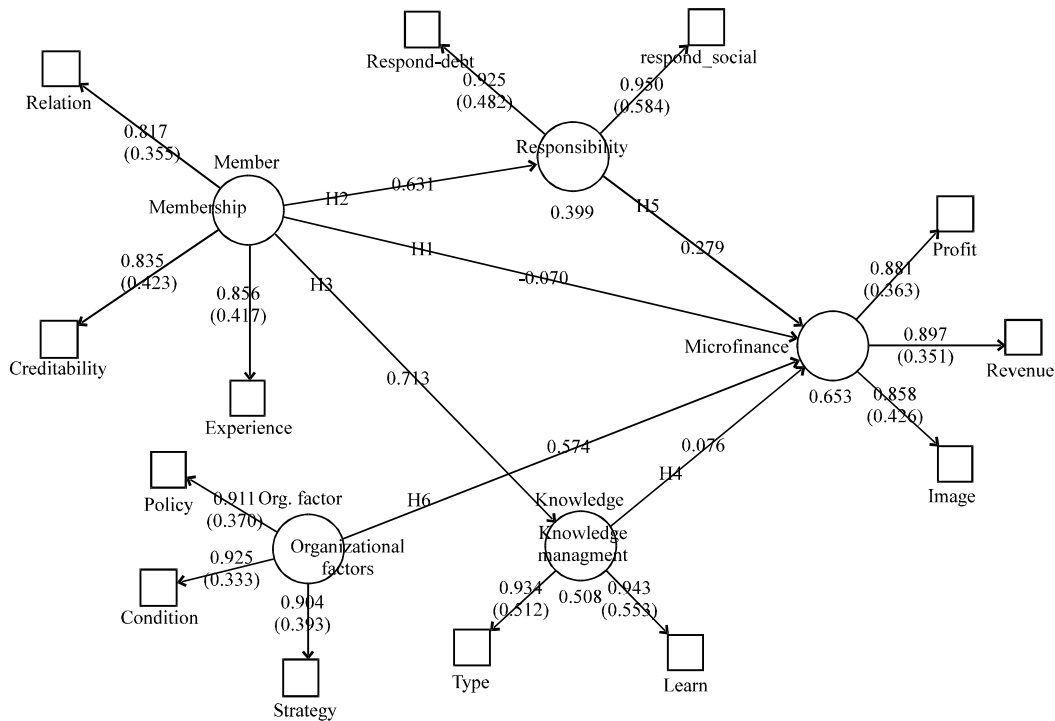 Respond-debt
respond_social
0.925
(0.482)
0.950
(0.584)
Relation
0.817
(0.355)
Member
Membership
Responsibility
0.399
H2
0.631
H5
0.279
H1
-0.070
H3
0.713
0.835
(0.423)
0.856
(0.417)
Creditability
Experience
Profit
0.881
(0.363)
Microfinance
0.653
0.897
(0.351)
Revenue
0.858
(0.426)
Image
0.574
0.076
H4
H6
Policy
0.911
(0.370)
Org. factor
Organizational
factors
0.925
(0.333)
Condition
0.904
(0.393)
Strategy
Knowledge
Knowledge
managment
0.508
0.934
(0.512)
0.943
(0.553)
Type
Learn